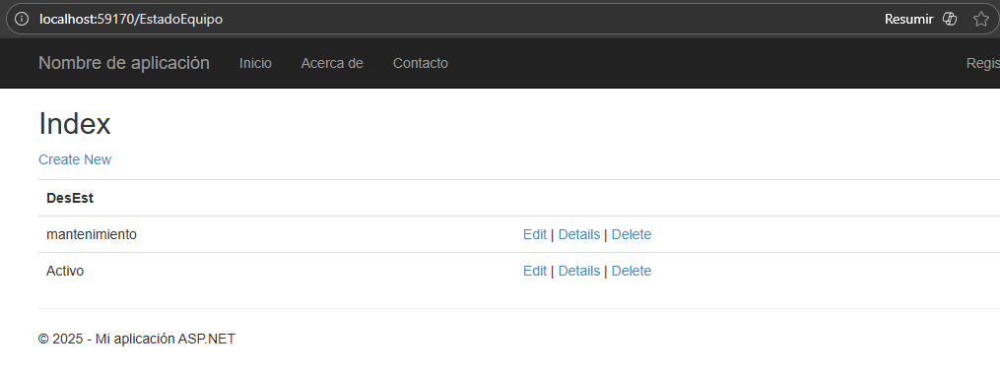 localhost:59170/EstadoEquipo Resumir
Nombre de aplicación Inicio Acerca de Contacto Regis
Index
Create New
DesEst
mantenimiento Edit | Details | Delete
Activo Edit | Details | Delete
© 2025 - Mi aplicación ASP.NET